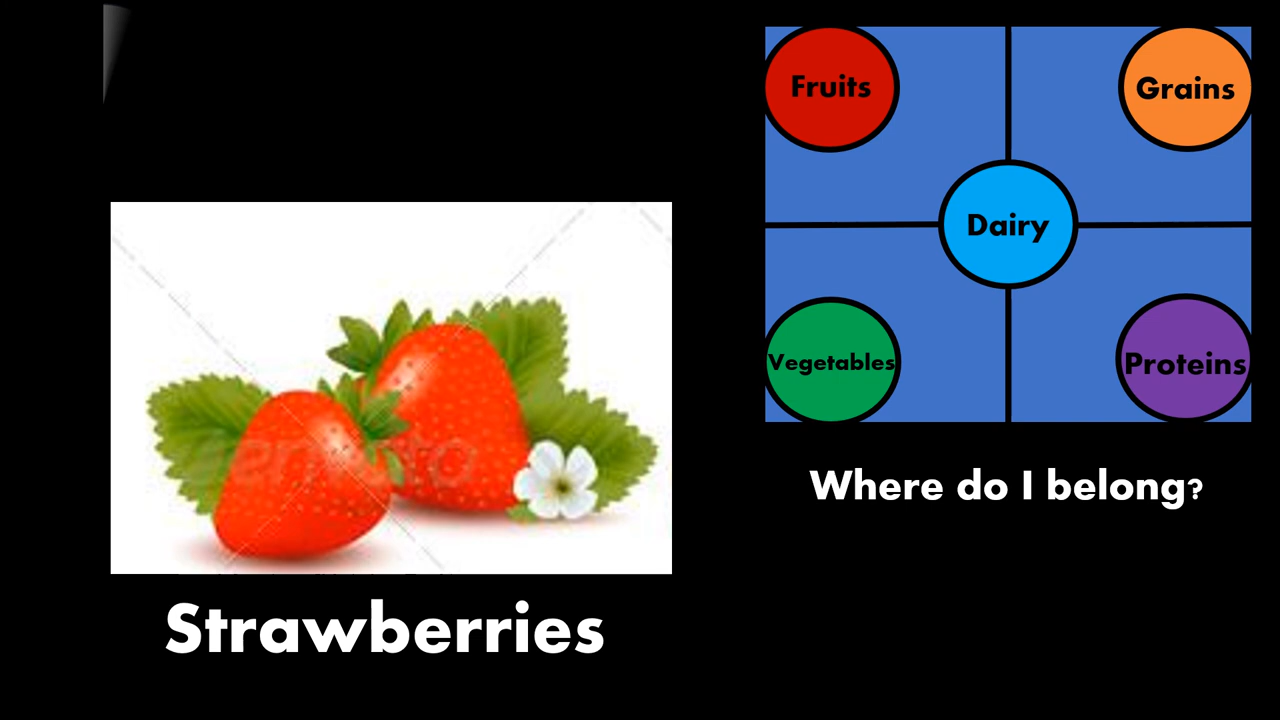 Fruits
Grains
Dairy
Vegetables
Proteins
Where do I belong?
Strawberries